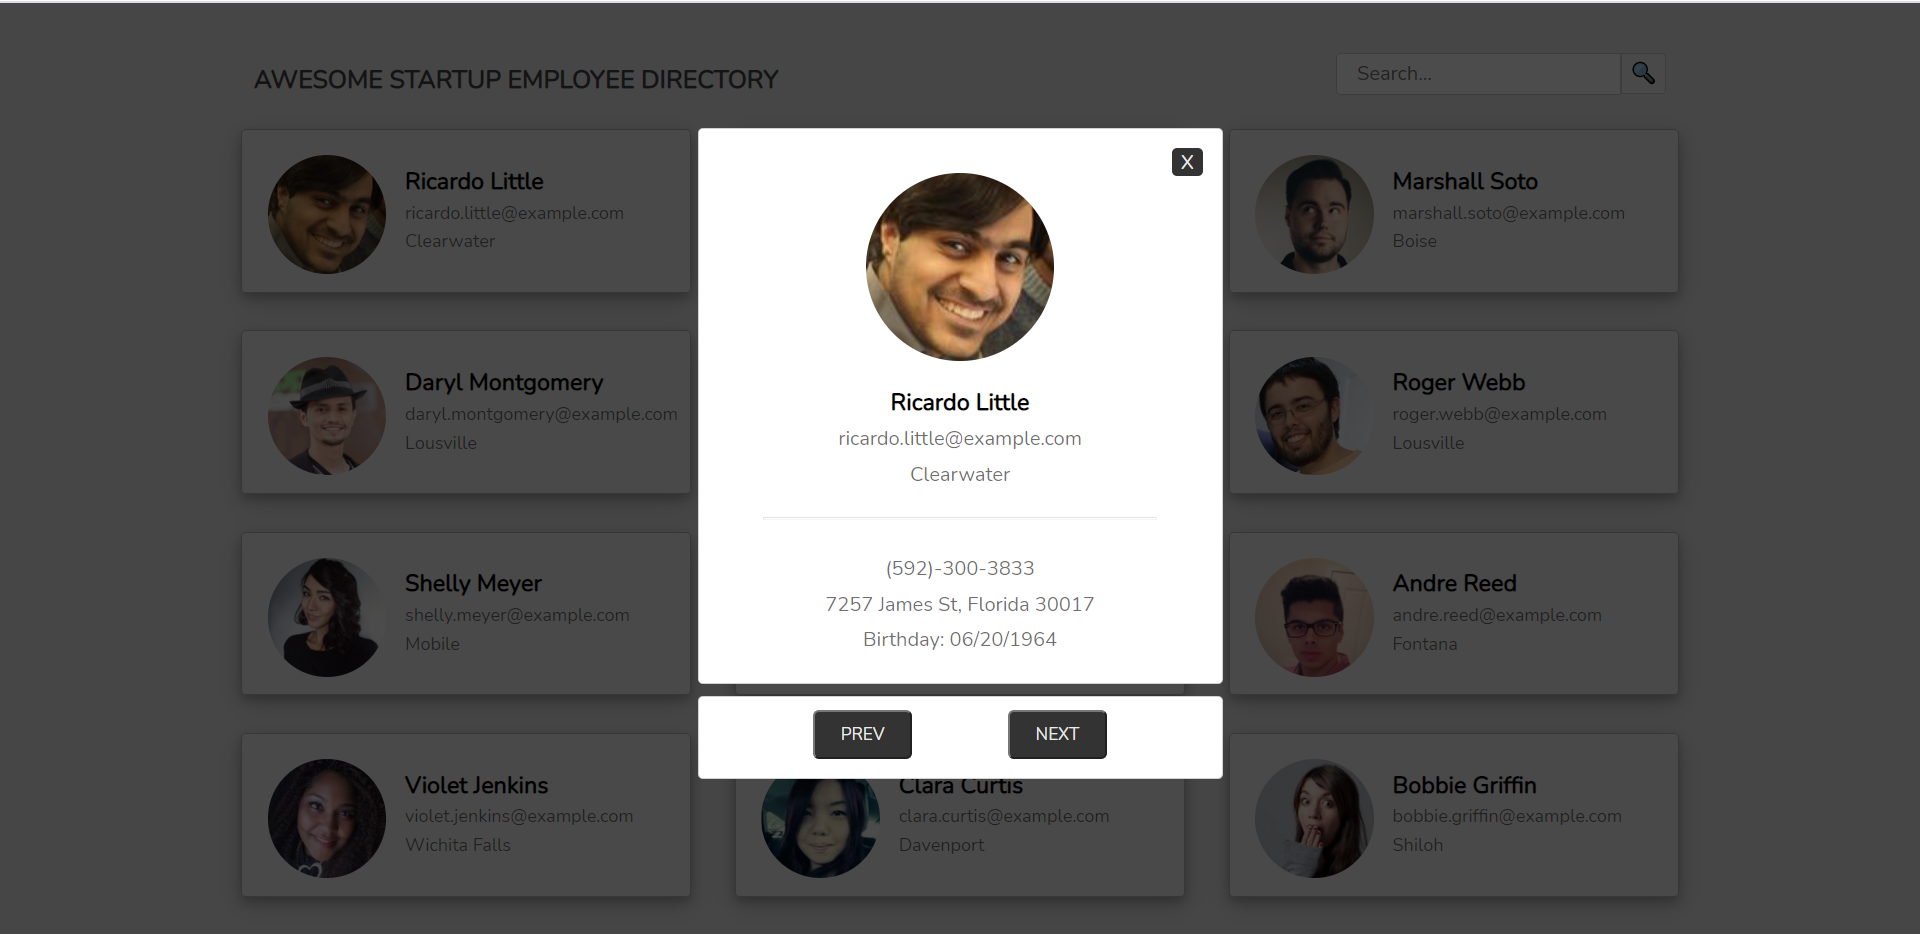 AWESOME STARTUP EMPLOYEE DIRECTORY
Search...
X
Ricardo Little
ricardo.little@example.com
Clearwater
Marshall Soto
marshall.soto@example.com
Boise
Daryl Montgomery
daryl.montgomery@example.com
Lousville
Ricardo Little
ricardo.little@example.com
Clearwater
(592)-300-3833
7257 James St, Florida 30017
Birthday: 06/20/1964
Roger Webb
roger.webb@example.com
Lousville
Shelly Meyer
shelly.meyer@example.com
Mobile
Andre Reed
andre.reed@example.com
Fontana
PREV
NEXT
Violet Jenkins
violet.jenkins@example.com
Wichita Falls
Clara Curtis
clara.curtis@example.com
Davenport
Bobbie Griffin
bobbie.griffin@example.com
Shiloh